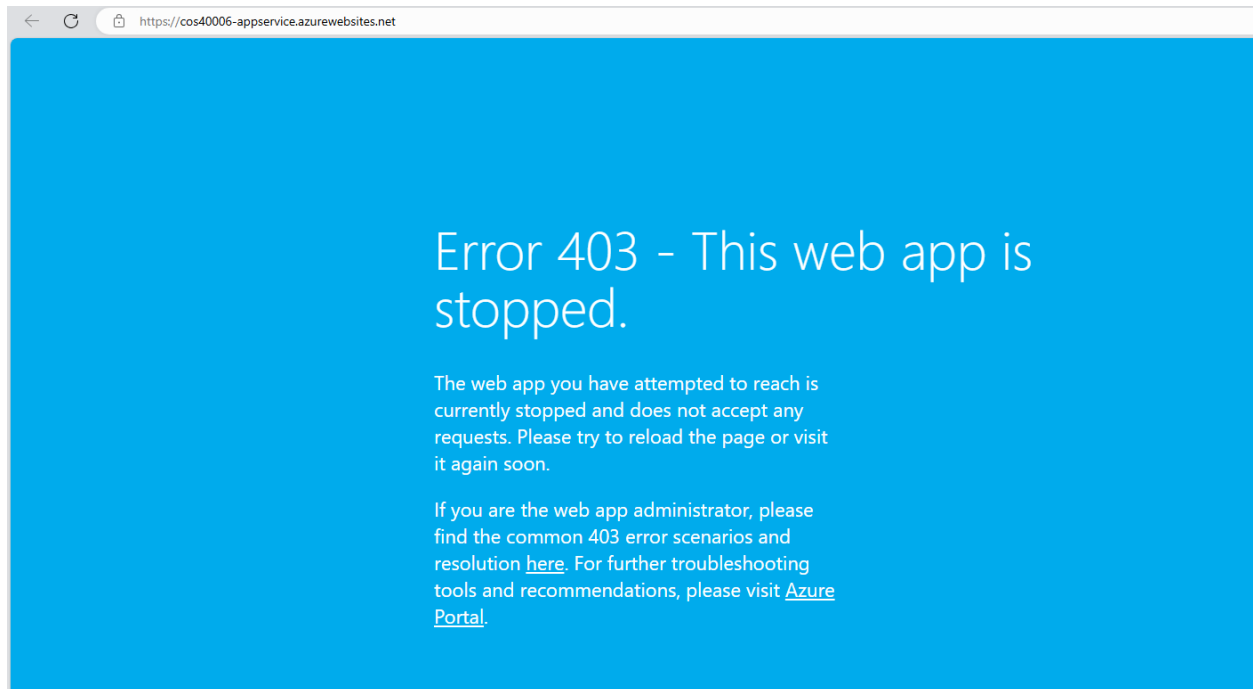 https://cos40006-appservice.azurewebsites.net
Error 403 - This web app is
stopped.
The web app you have attempted to reach is
currently stopped and does not accept any
requests. Please try to reload the page or visit
it again soon.
If you are the web app administrator, please
find the common 403 error scenarios and
resolution here. For further troubleshooting
tools and recommendations, please visit Azure
Portal.